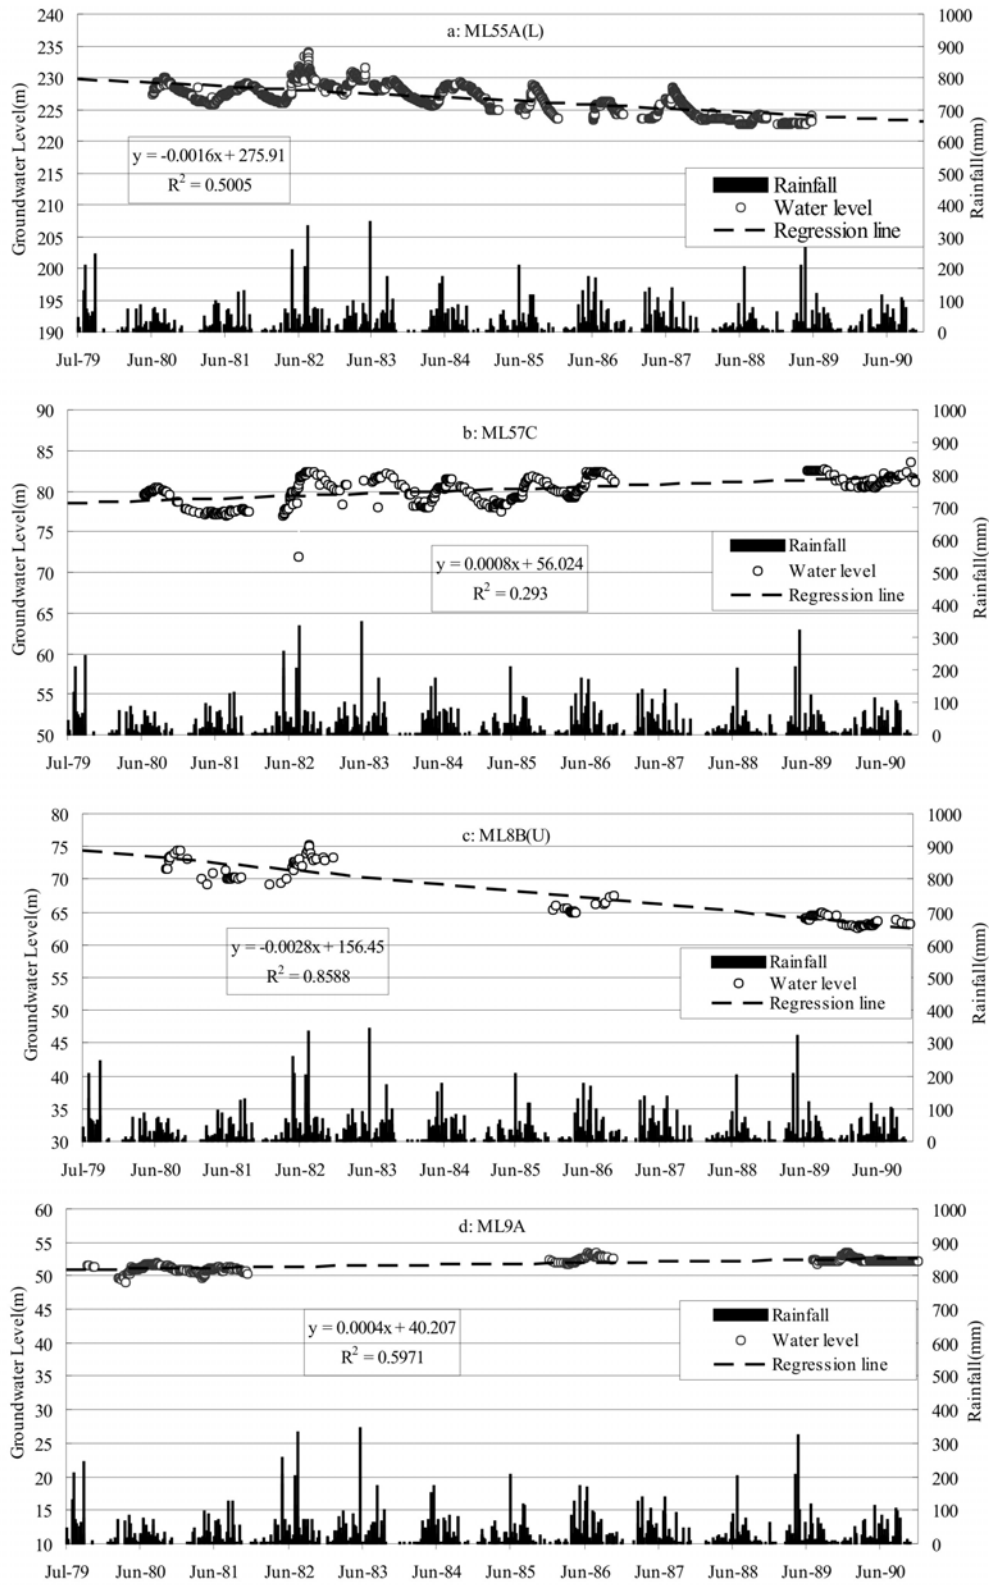 a: ML55A(L)
Groundwater Level(m)
240
235
230
225
220
215
210
205
200
195
190
1000
900
800
700
600
500
400
300
200
100
0
Rainfall(mm)
y = -0.0016x + 275.91
R² = 0.5005
Rainfall
Water level
Regression line
Jul-79 Jun-80 Jun-81 Jun-82 Jun-83 Jun-84 Jun-85 Jun-86 Jun-87 Jun-88 Jun-89 Jun-90
b: ML57C
Groundwater Level(m)
90
85
80
75
70
65
60
55
50
1000
900
800
700
600
500
400
300
200
100
0
Rainfall(mm)
y = 0.0008x + 56.024
R² = 0.293
Rainfall
Water level
Regression line
Jul-79 Jun-80 Jun-81 Jun-82 Jun-83 Jun-84 Jun-85 Jun-86 Jun-87 Jun-88 Jun-89 Jun-90
c: ML8B(U)
Groundwater Level(m)
80
75
70
65
60
55
50
45
40
35
30
1000
900
800
700
600
500
400
300
200
100
0
Rainfall(mm)
y = -0.0028x + 156.45
R² = 0.8588
Rainfall
Water level
Regression line
Jul-79 Jun-80 Jun-81 Jun-82 Jun-83 Jun-84 Jun-85 Jun-86 Jun-87 Jun-88 Jun-89 Jun-90
d: ML9A
Groundwater Level(m)
60
55
50
45
40
35
30
25
20
15
10
1000
900
800
700
600
500
400
300
200
100
0
Rainfall(mm)
y = 0.0004x + 40.207
R² = 0.5971
Rainfall
Water level
Regression line
Jul-79 Jun-80 Jun-81 Jun-82 Jun-83 Jun-84 Jun-85 Jun-86 Jun-87 Jun-88 Jun-89 Jun-90